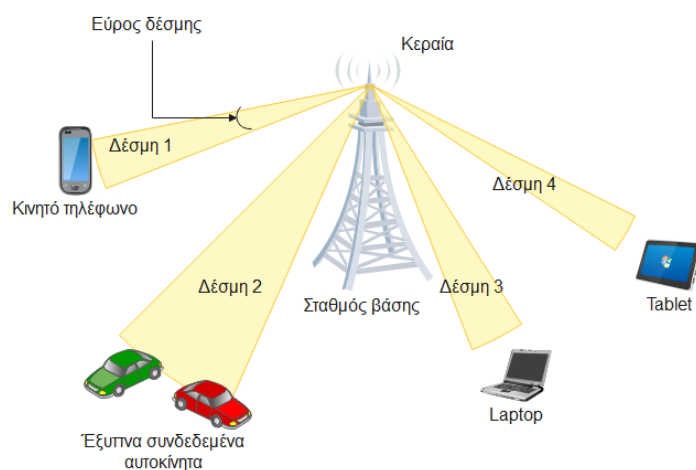 Εύρος δέσμης
Κεραία
Δέσμη 1
Δέσμη 4
Κινητό τηλέφωνο
Δέσμη 2
Δέσμη 3
Σταθμός βάσης
Tablet
Laptop
Έξυπνα συνδεδεμένα
αυτοκίνητα